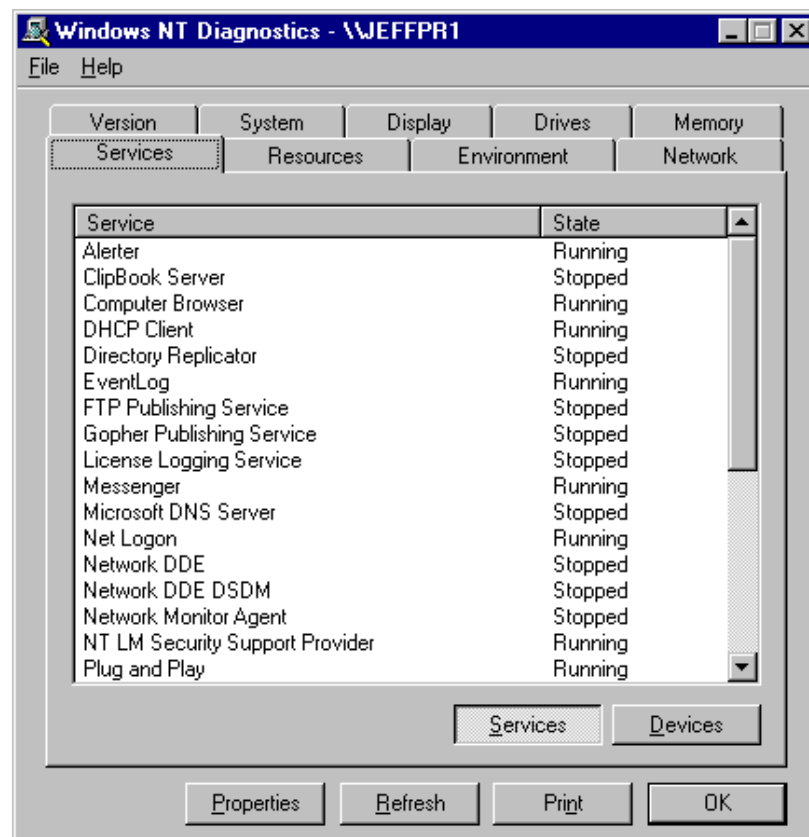 Windows NT Diagnostics - \\JEFFPR1
File Help
Version System Display Drives Memory
Services Resources Environment Network
Service State
Alerter Running
ClipBook Server Stopped
Computer Browser Running
DHCP Client Running
Directory Replicator Stopped
EventLog Running
FTP Publishing Service Stopped
Gopher Publishing Service Stopped
License Logging Service Stopped
Messenger Running
Microsoft DNS Server Stopped
Net Logon Running
Network DDE Stopped
Network DDE DSDM Stopped
Network Monitor Agent Stopped
NT LM Security Support Provider Running
Plug and Play Running
Services Devices
Properties Refresh Print OK